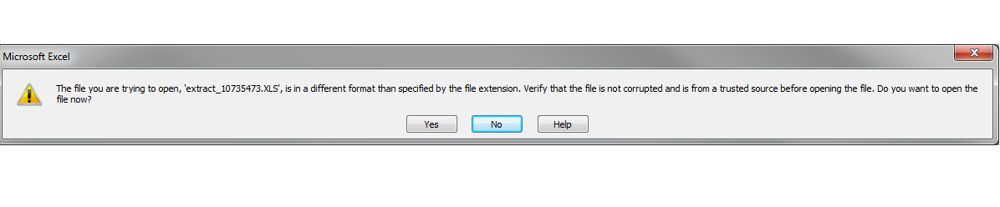 Microsoft Excel
The file you are trying to open, 'extract_10735473.XLS', is in a different format than specified by the file extension. Verify that the file is not corrupted and is from a trusted source before opening the file. Do you want to open the
file now?
Yes No Help